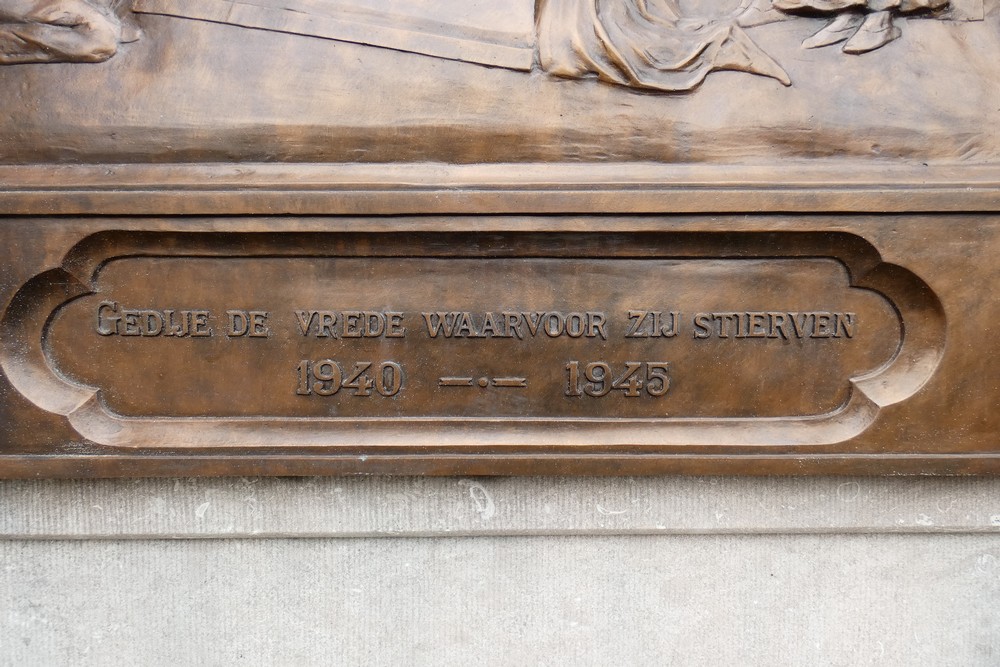 GEDIJE DE VREDE WAARVOOR ZIJ STIERVEN
1940 —·— 1945